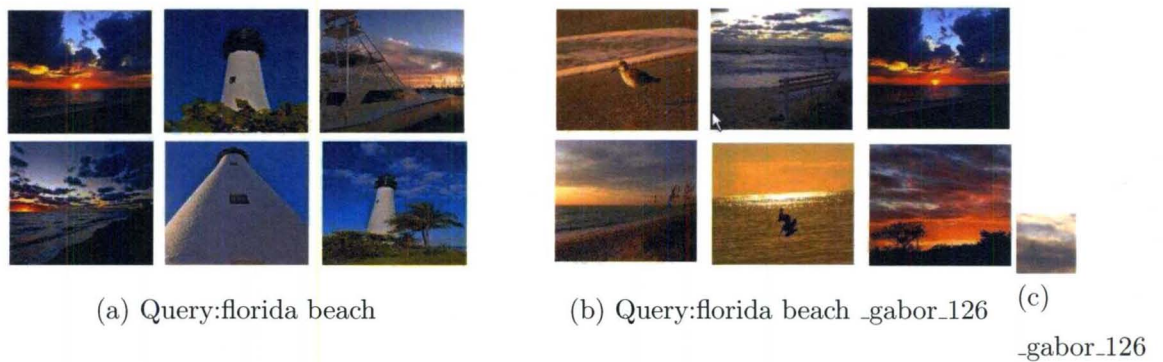 (a) Query:florida beach
(b) Query:florida beach _gabor_126
(c)
_gabor_126